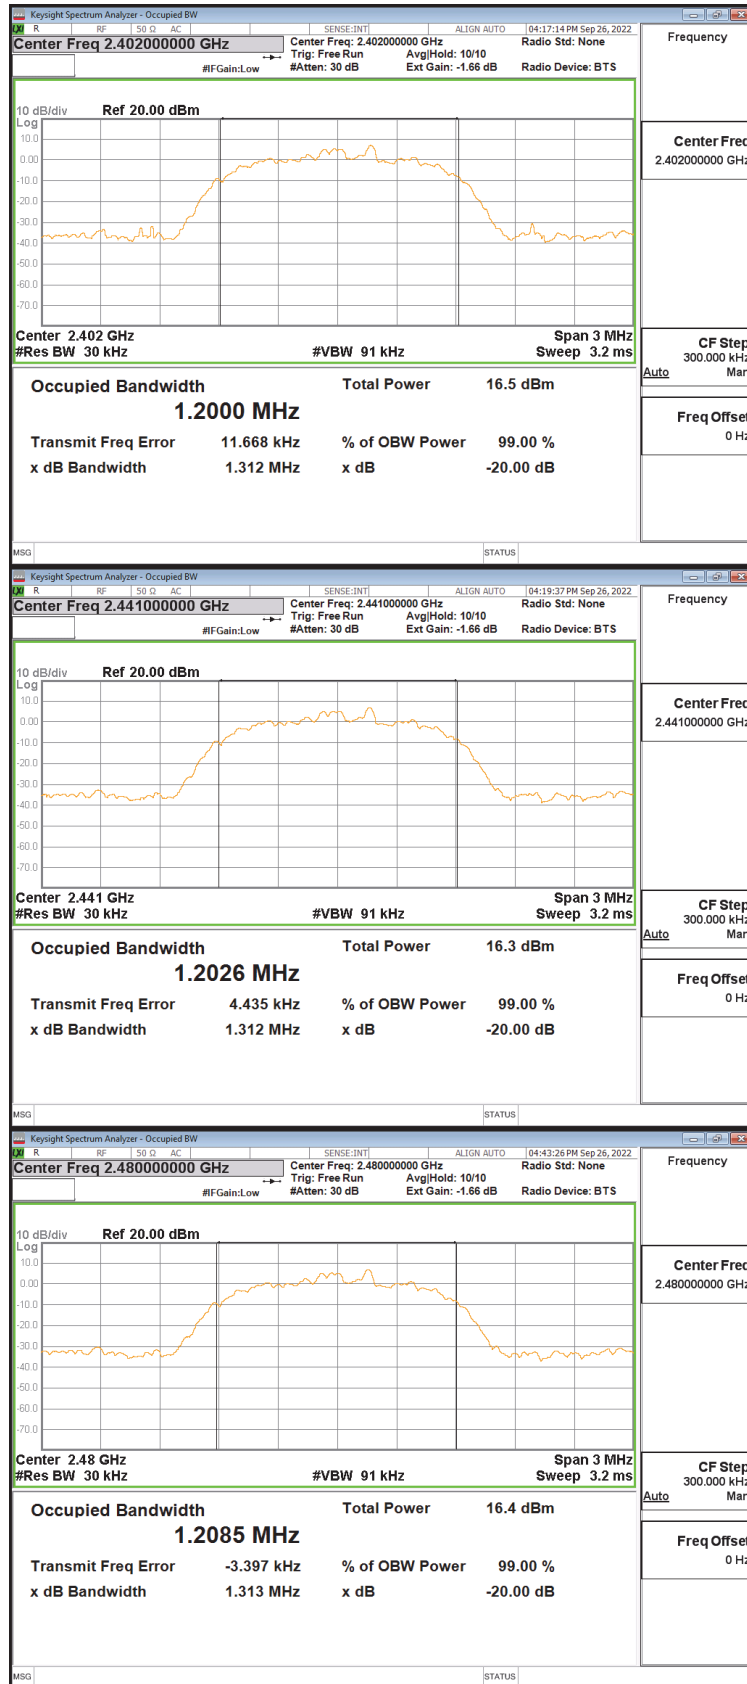 Keysight Spectrum Analyzer - Occupied BW
R RF 50 Ω AC SENSE:INT ALIGN AUTO 04:17:14 PM Sep 26, 2022
Center Freq 2.402000000 GHz Center Freq: 2.402000000 GHz Radio Std: None Frequency
Trig: Free Run Avg|Hold: 10/10
#IFGain:Low #Atten: 30 dB Ext Gain: -1.66 dB Radio Device: BTS
10 dB/div Ref 20.00 dBm
Log
10.0
0.00
-10.0
-20.0
-30.0
-40.0
-50.0
-60.0
-70.0
Center Freq
2.402000000 GHz
Center 2.402 GHz Span 3 MHz
#Res BW 30 kHz #VBW 91 kHz Sweep 3.2 ms
CF Step
300.000 kHz
Auto Man
Occupied Bandwidth Total Power 16.5 dBm
1.2000 MHz
Transmit Freq Error 11.668 kHz % of OBW Power 99.00 %
x dB Bandwidth 1.312 MHz x dB -20.00 dB
Freq Offset
0 Hz
MSG STATUS
Keysight Spectrum Analyzer - Occupied BW
R RF 50 Ω AC SENSE:INT ALIGN AUTO 04:19:37 PM Sep 26, 2022
Center Freq 2.441000000 GHz Center Freq: 2.441000000 GHz Radio Std: None Frequency
Trig: Free Run Avg|Hold: 10/10
#IFGain:Low #Atten: 30 dB Ext Gain: -1.66 dB Radio Device: BTS
10 dB/div Ref 20.00 dBm
Log
10.0
0.00
-10.0
-20.0
-30.0
-40.0
-50.0
-60.0
-70.0
Center Freq
2.441000000 GHz
Center 2.441 GHz Span 3 MHz
#Res BW 30 kHz #VBW 91 kHz Sweep 3.2 ms
CF Step
300.000 kHz
Auto Man
Occupied Bandwidth Total Power 16.3 dBm
1.2026 MHz
Transmit Freq Error 4.435 kHz % of OBW Power 99.00 %
x dB Bandwidth 1.312 MHz x dB -20.00 dB
Freq Offset
0 Hz
MSG STATUS
Keysight Spectrum Analyzer - Occupied BW
R RF 50 Ω AC SENSE:INT ALIGN AUTO 04:43:26 PM Sep 26, 2022
Center Freq 2.480000000 GHz Center Freq: 2.480000000 GHz Radio Std: None Frequency
Trig: Free Run Avg|Hold: 10/10
#IFGain:Low #Atten: 30 dB Ext Gain: -1.66 dB Radio Device: BTS
10 dB/div Ref 20.00 dBm
Log
10.0
0.00
-10.0
-20.0
-30.0
-40.0
-50.0
-60.0
-70.0
Center Freq
2.480000000 GHz
Center 2.48 GHz Span 3 MHz
#Res BW 30 kHz #VBW 91 kHz Sweep 3.2 ms
CF Step
300.000 kHz
Auto Man
Occupied Bandwidth Total Power 16.4 dBm
1.2085 MHz
Transmit Freq Error -3.397 kHz % of OBW Power 99.00 %
x dB Bandwidth 1.313 MHz x dB -20.00 dB
Freq Offset
0 Hz
MSG STATUS